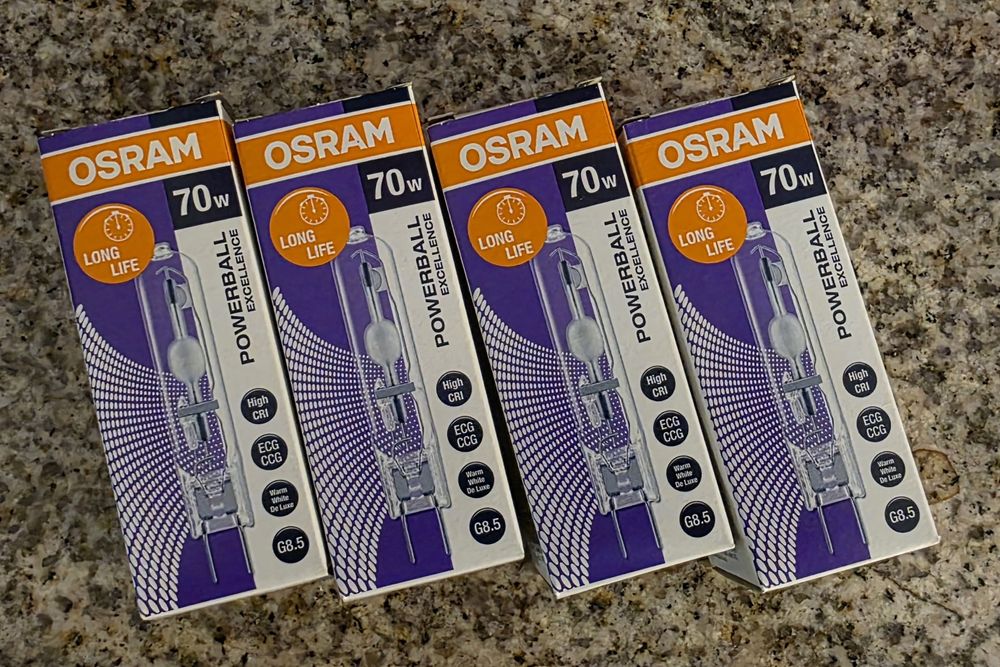 OSRAM
70w
LONG
LIFE
POWERBALL
EXCELLENCE
High
CRI
ECG
CCG
Warm
White
De Luxe
G8.5
OSRAM
70w
LONG
LIFE
POWERBALL
EXCELLENCE
High
CRI
ECG
CCG
Warm
White
De Luxe
G8.5
OSRAM
70w
LONG
LIFE
POWERBALL
EXCELLENCE
High
CRI
ECG
CCG
Warm
White
De Luxe
G8.5
OSRAM
70w
LONG
LIFE
POWERBALL
EXCELLENCE
High
CRI
ECG
CCG
Warm
White
De Luxe
G8.5